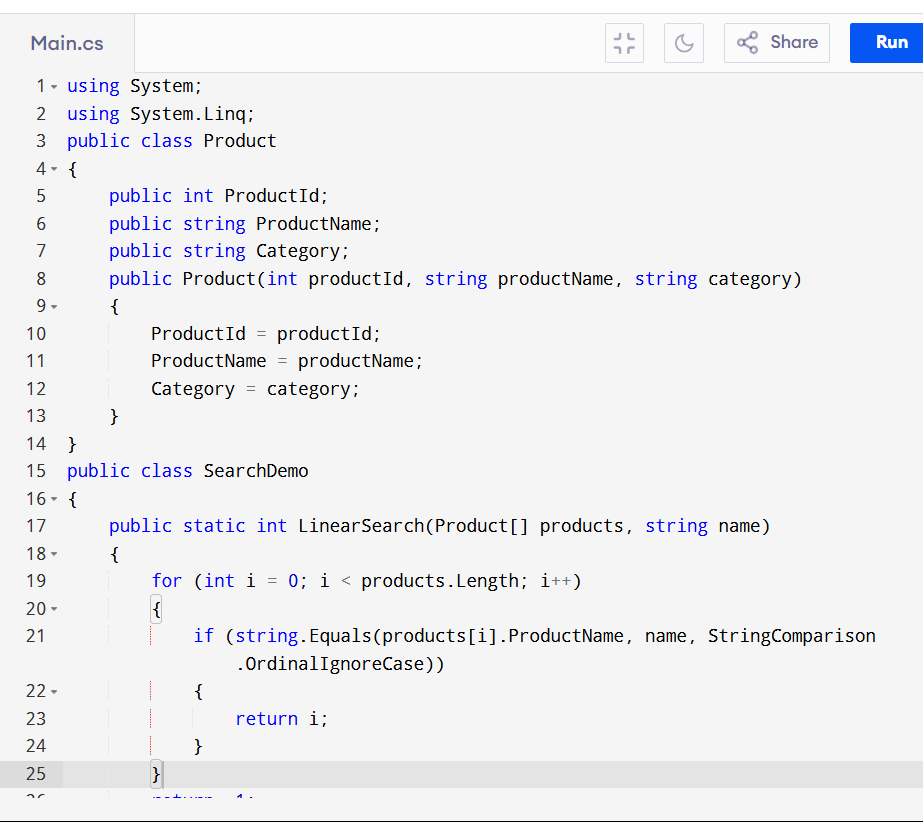 Main.cs
Share
Run
1 using System;
2 using System.Linq;
3 public class Product
4 {
5     public int ProductId;
6     public string ProductName;
7     public string Category;
8     public Product(int productId, string productName, string category)
9     {
10         ProductId = productId;
11         ProductName = productName;
12         Category = category;
13     }
14 }
15 public class SearchDemo
16 {
17     public static int LinearSearch(Product[] products, string name)
18     {
19         for (int i = 0; i < products.Length; i++)
20         {
21             if (string.Equals(products[i].ProductName, name, StringComparison
.OrdinalIgnoreCase))
22             {
23                 return i;
24             }
25         }